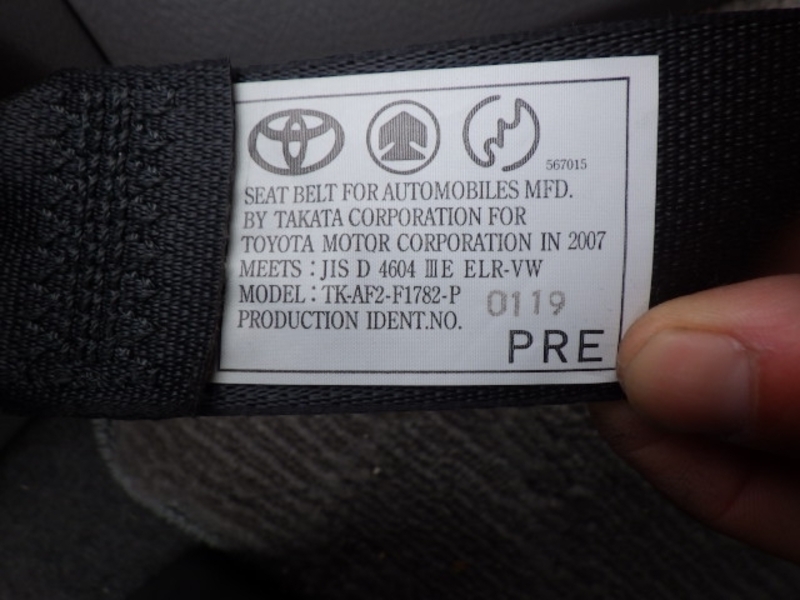 567015
SEAT BELT FOR AUTOMOBILES MFD.
BY TAKATA CORPORATION FOR
TOYOTA MOTOR CORPORATION IN 2007
MEETS : JIS D 4604 ⅢE ELR-VW
MODEL : TK-AF2-F1782-P
PRODUCTION IDENT.NO. 0119
PRE